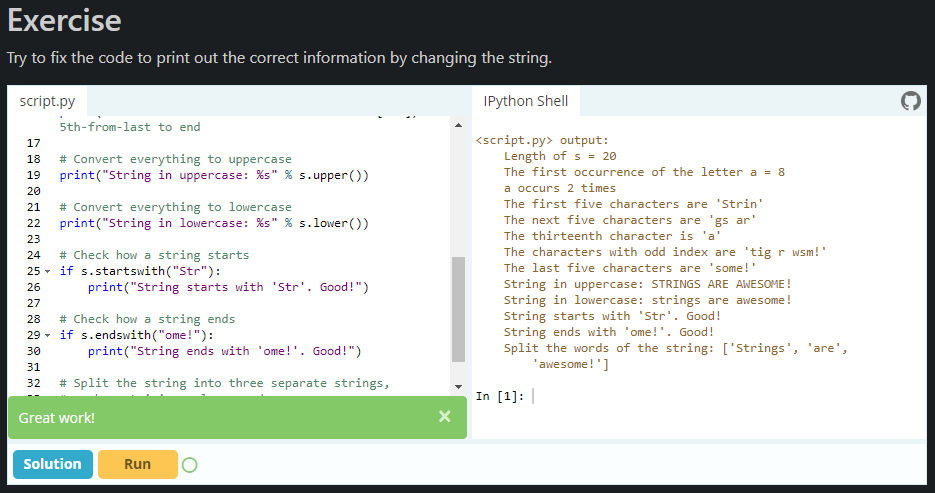 Exercise
Try to fix the code to print out the correct information by changing the string.
script.py
5th-from-last to end
17
18 # Convert everything to uppercase
19 print("String in uppercase: %s" % s.upper())
20
21 # Convert everything to lowercase
22 print("String in lowercase: %s" % s.lower())
23
24 # Check how a string starts
25 if s.startswith("Str"):
26 print("String starts with 'Str'. Good!")
27
28 # Check how a string ends
29 if s.endswith("ome!"):
30 print("String ends with 'ome!'. Good!")
31
32 # Split the string into three separate strings,
Great work! ×
Solution Run
IPython Shell
<script.py> output:
Length of s = 20
The first occurrence of the letter a = 8
a occurs 2 times
The first five characters are 'Strin'
The next five characters are 'gs ar'
The thirteenth character is 'a'
The characters with odd index are 'tig r wsm!'
The last five characters are 'some!'
String in uppercase: STRINGS ARE AWESOME!
String in lowercase: strings are awesome!
String starts with 'Str'. Good!
String ends with 'ome!'. Good!
Split the words of the string: ['Strings', 'are',
'awesome!']
In [1]: